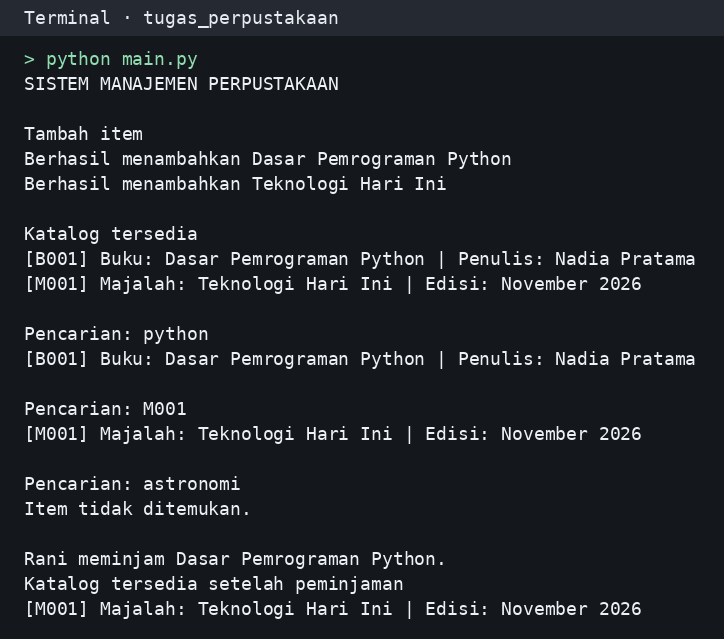 Terminal · tugas_perpustakaan
> python main.py
SISTEM MANAJEMEN PERPUSTAKAAN
Tambah item
Berhasil menambahkan Dasar Pemrograman Python
Berhasil menambahkan Teknologi Hari Ini
Katalog tersedia
[B001] Buku: Dasar Pemrograman Python | Penulis: Nadia Pratama
[M001] Majalah: Teknologi Hari Ini | Edisi: November 2026
Pencarian: python
[B001] Buku: Dasar Pemrograman Python | Penulis: Nadia Pratama
Pencarian: M001
[M001] Majalah: Teknologi Hari Ini | Edisi: November 2026
Pencarian: astronomi
Item tidak ditemukan.
Rani meminjam Dasar Pemrograman Python.
Katalog tersedia setelah peminjaman
[M001] Majalah: Teknologi Hari Ini | Edisi: November 2026